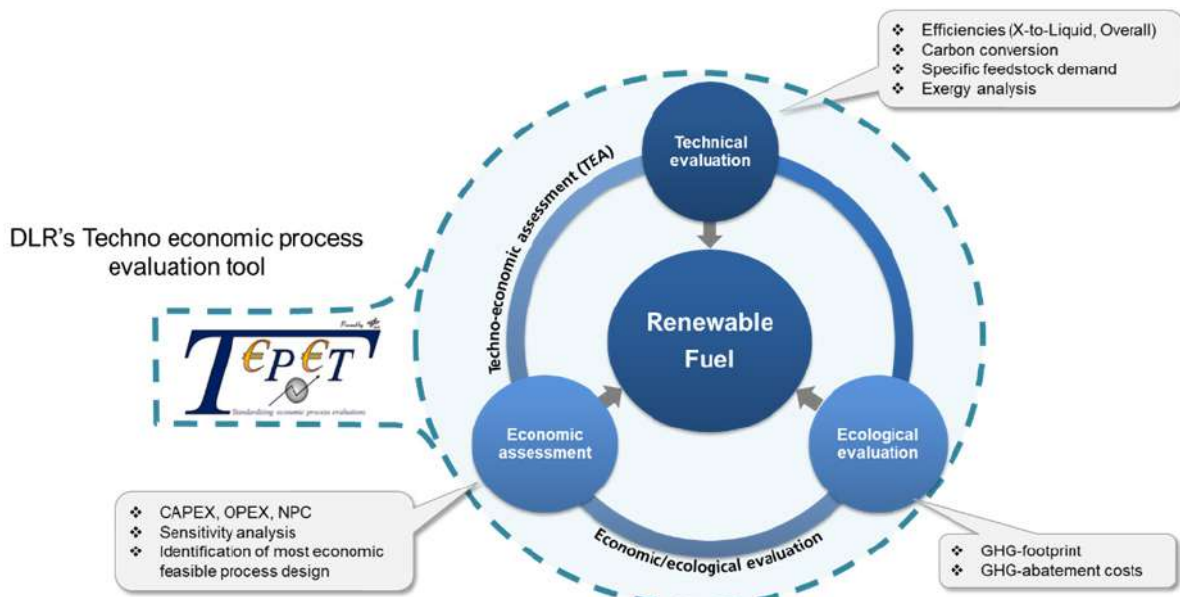 ❖ Efficiencies (X-to-Liquid, Overall)
❖ Carbon conversion
❖ Specific feedstock demand
❖ Exergy analysis
Technical
evaluation
Techno-economic assessment (TEA)
DLR's Techno economic process
evaluation tool
T€P€T
Standardizing economic process evaluations
Renewable
Fuel
Economic
assessment
Ecological
evaluation
Economic/ecological evaluation
❖ CAPEX, OPEX, NPC
❖ Sensitivity analysis
❖ Identification of most economic
feasible process design
❖ GHG-footprint
❖ GHG-abatement costs